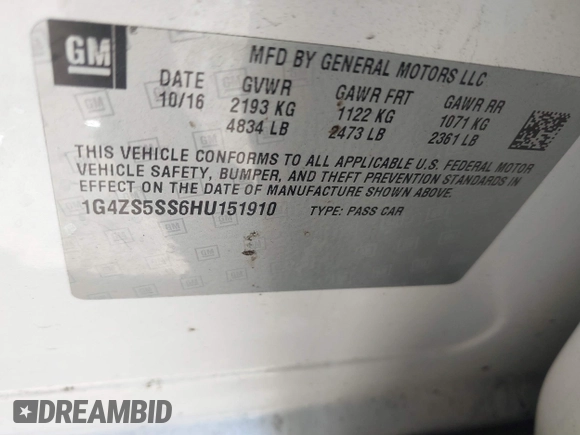 GM
MFD BY GENERAL MOTORS LLC
DATE GVWR GAWR FRT GAWR RR
10/16 2193 KG 1122 KG 1071 KG
4834 LB 2473 LB 2361 LB
THIS VEHICLE CONFORMS TO ALL APPLICABLE U.S. FEDERAL MOTOR
VEHICLE SAFETY, BUMPER, AND THEFT PREVENTION STANDARDS IN
EFFECT ON THE DATE OF MANUFACTURE SHOWN ABOVE.
1G4ZS5SS6HU151910 TYPE: PASS CAR
DREAMBID